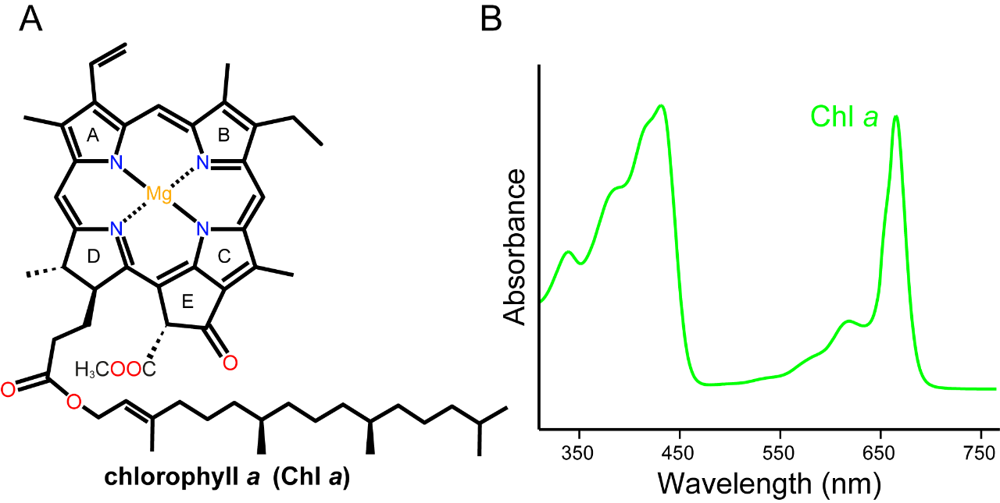 A
B
A
B
N
N
Mg
N
N
D
C
E
H₃COOC
O
O
O
chlorophyll a (Chl a)
Chl a
Absorbance
350
450
550
650
750
Wavelength (nm)